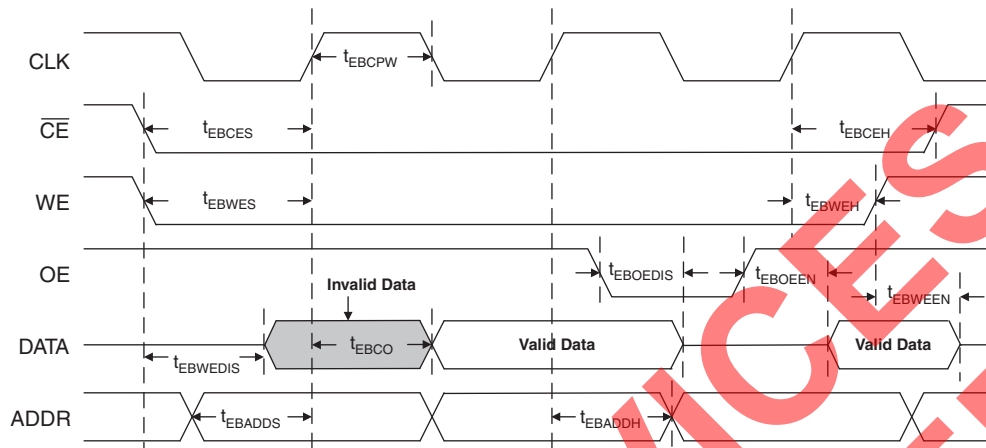 CLK
tEBCPW
CE
tEBCES
tEBCEH
WE
tEBWES
tEBWEH
OE
tEBOEDIS
tEBOEEN
tEBWEEN
Invalid Data
DATA
tEBCO
Valid Data
Valid Data
tEBWEDIS
ADDR
tEBADDS
tEBADDH